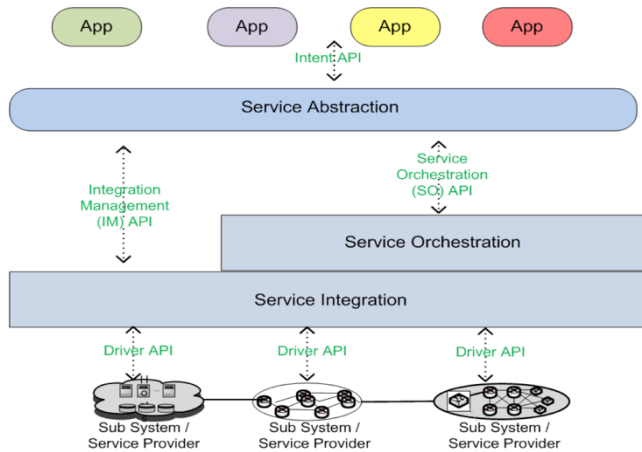 App
App
App
App
Intent API
Service Abstraction
Integration
Management
(IM) API
Service
Orchestration
(SO) API
Service Orchestration
Service Integration
Driver API
Driver API
Driver API
Sub System /
Service Provider
Sub System /
Service Provider
Sub System /
Service Provider